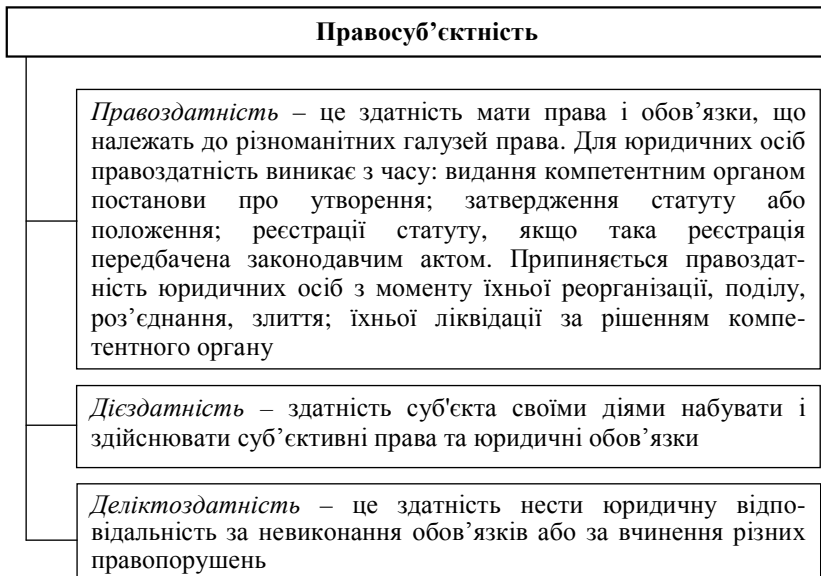 Правосуб’єктність
Правоздатність – це здатність мати права і обов’язки, що
належать до різноманітних галузей права. Для юридичних осіб
правоздатність виникає з часу: видання компетентним органом
постанови про утворення; затвердження статуту або
положення; реєстрації статуту, якщо така реєстрація
передбачена законодавчим актом. Припиняється правоздат-
ність юридичних осіб з моменту їхньої реорганізації, поділу,
роз’єднання, злиття; їхньої ліквідації за рішенням компе-
тентного органу
Дієздатність – здатність суб'єкта своїми діями набувати і
здійснювати суб’єктивні права та юридичні обов’язки
Деліктоздатність – це здатність нести юридичну відпо-
відальність за невиконання обов’язків або за вчинення різних
правопорушень